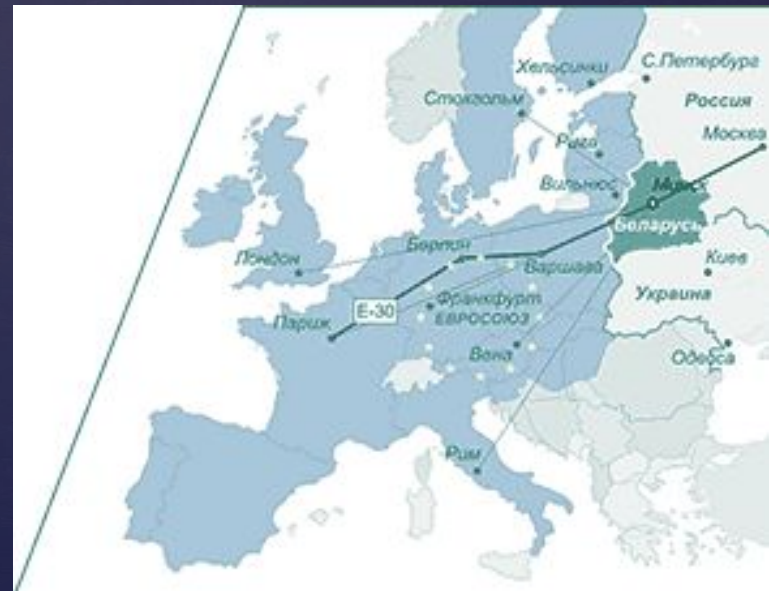 Хельсинки
С.Петербург
Стокгольм
Россия
Москва
Рига
Вильнюс
Минск
Беларусь
Берлин
Лондон
Варшава
Киев
Франкфурт
Украина
E-30
ЕВРОСОЮЗ
Париж
Вена
Одесса
Рим